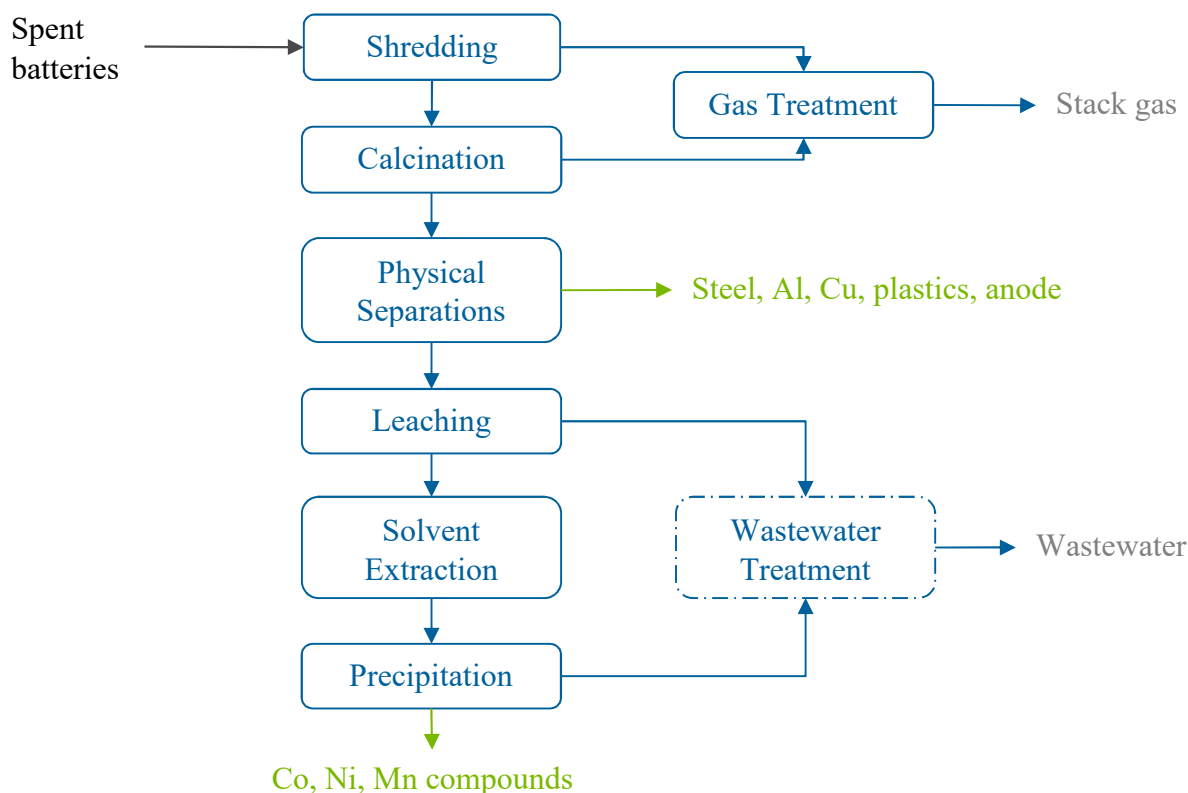 Spent
batteries
Shredding
Gas Treatment
Stack gas
Calcination
Physical
Separations
Steel, Al, Cu, plastics, anode
Leaching
Solvent
Extraction
Wastewater
Treatment
Wastewater
Precipitation
Co, Ni, Mn compounds